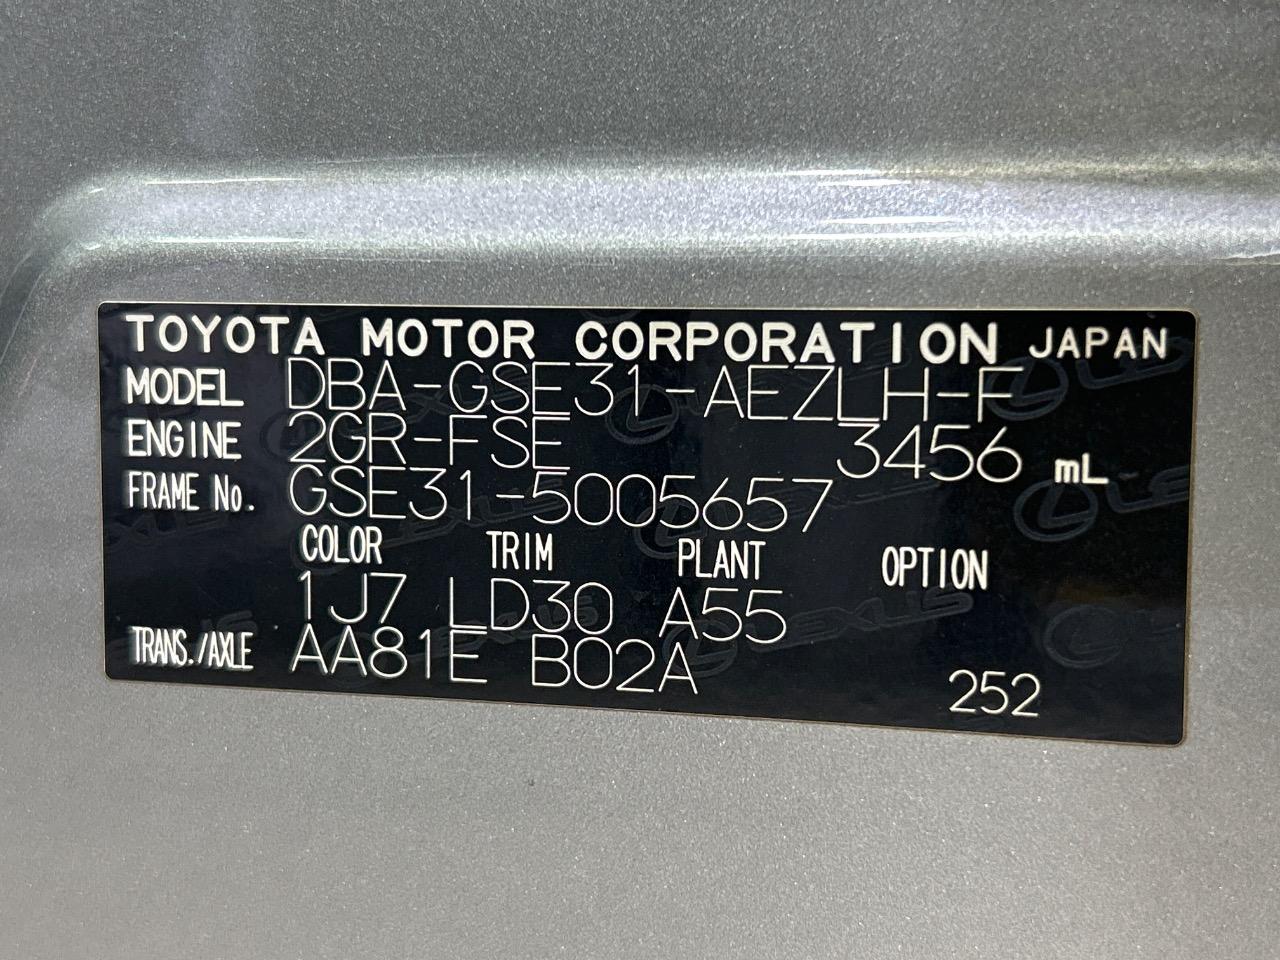 TOYOTA MOTOR CORPORATION JAPAN
MODEL DBA-GSE31-AEZLH-F
ENGINE 2GR-FSE 3456 mL
FRAME No. GSE31-5005657
COLOR TRIM PLANT OPTION
1J7 LD30 A55
TRANS./AXLE AA81E B02A 252